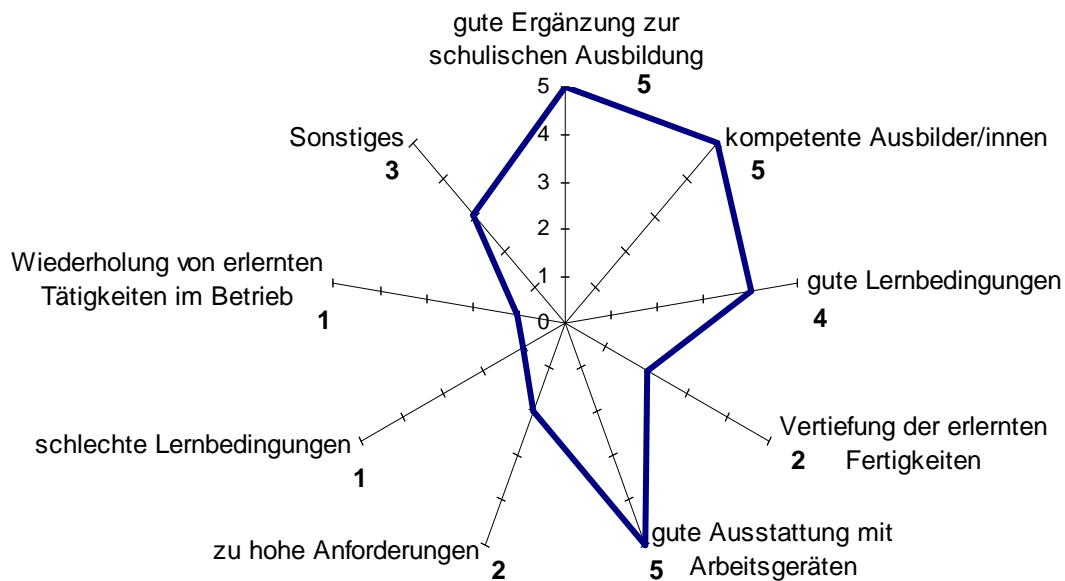 gute Ergänzung zur
schulischen Ausbildung
5
kompetente Ausbilder/innen
5
gute Lernbedingungen
4
Vertiefung der erlernten
Fertigkeiten
2
gute Ausstattung mit
Arbeitsgeräten
5
zu hohe Anforderungen
2
schlechte Lernbedingungen
1
Wiederholung von erlernten
Tätigkeiten im Betrieb
1
Sonstiges
3
5
4
3
2
1
0